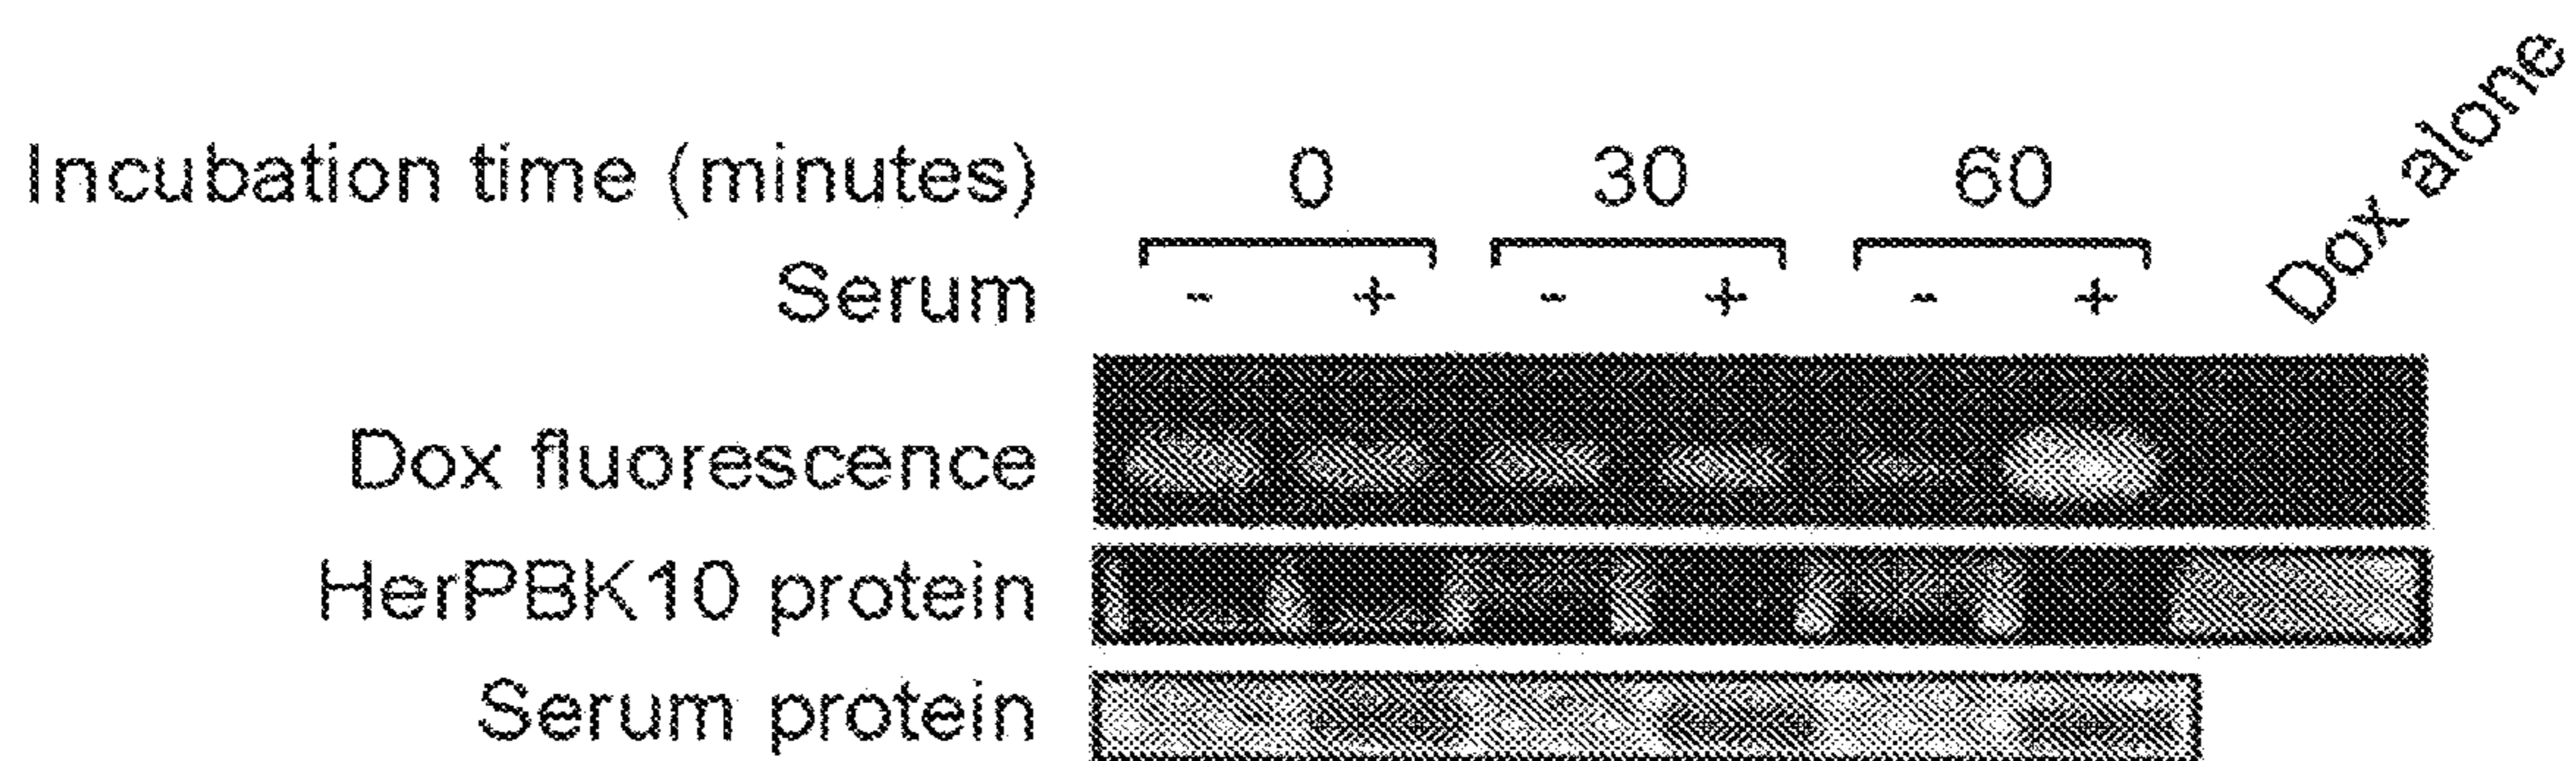 Incubation time (minutes) 0 30 60 Dox alone
Serum - + - + - +
Dox fluorescence
HerPBK10 protein
Serum protein